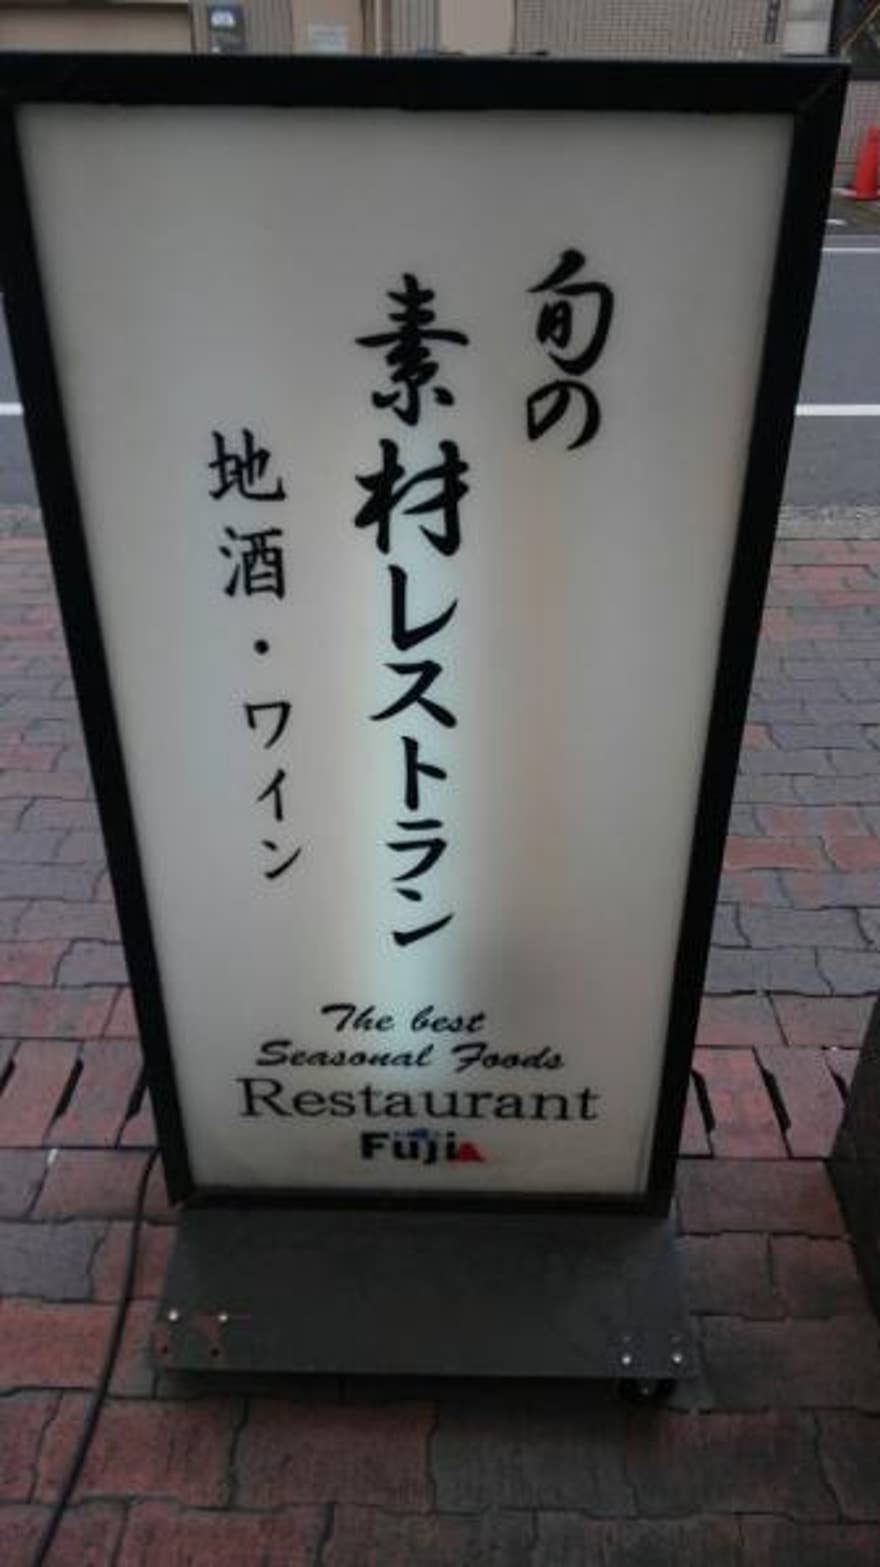 旬の
素材レストラン
地酒・ワイン
The best
Seasonal Foods
Restaurant
Fuji